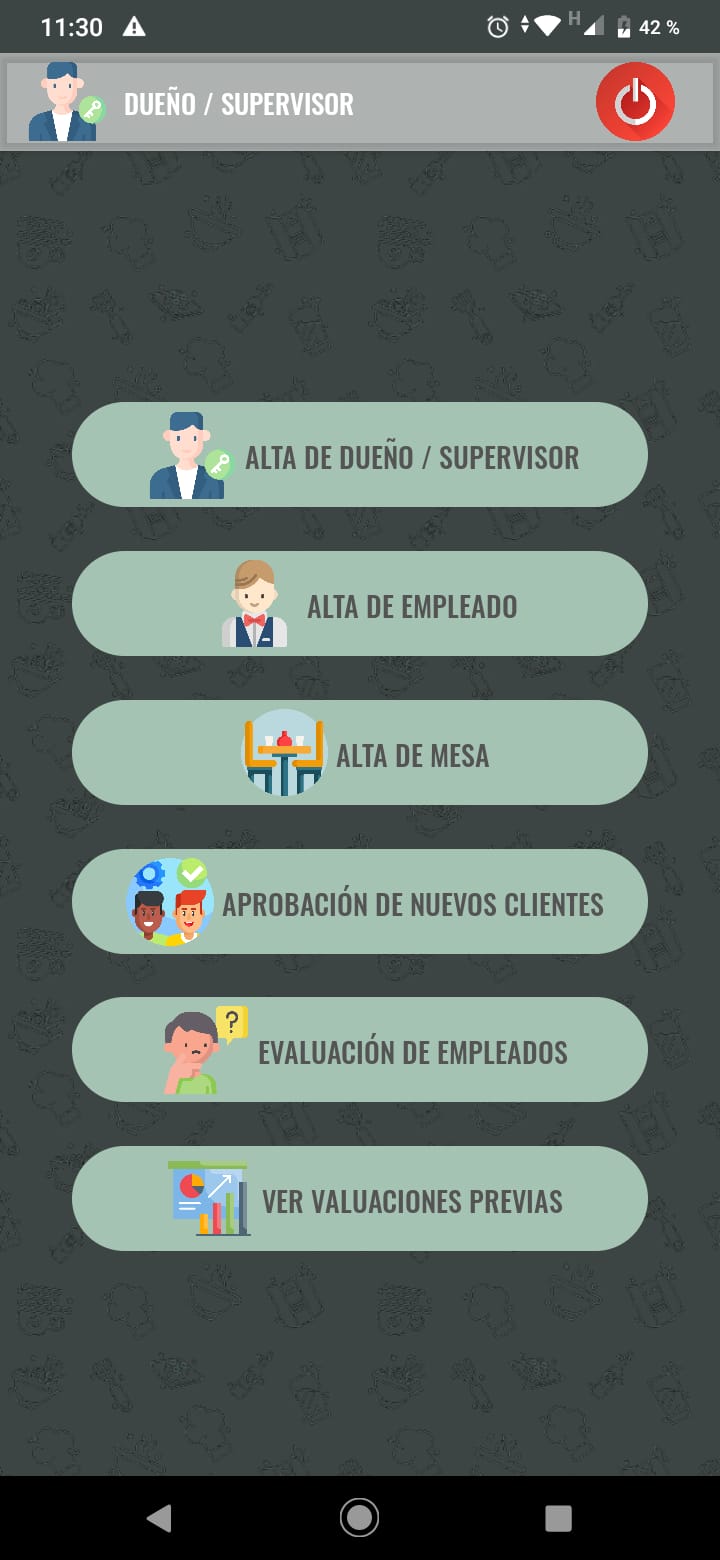 11:30
H
42 %
DUEÑO / SUPERVISOR
ALTA DE DUEÑO / SUPERVISOR
ALTA DE EMPLEADO
ALTA DE MESA
APROBACIÓN DE NUEVOS CLIENTES
?
EVALUACIÓN DE EMPLEADOS
VER VALUACIONES PREVIAS